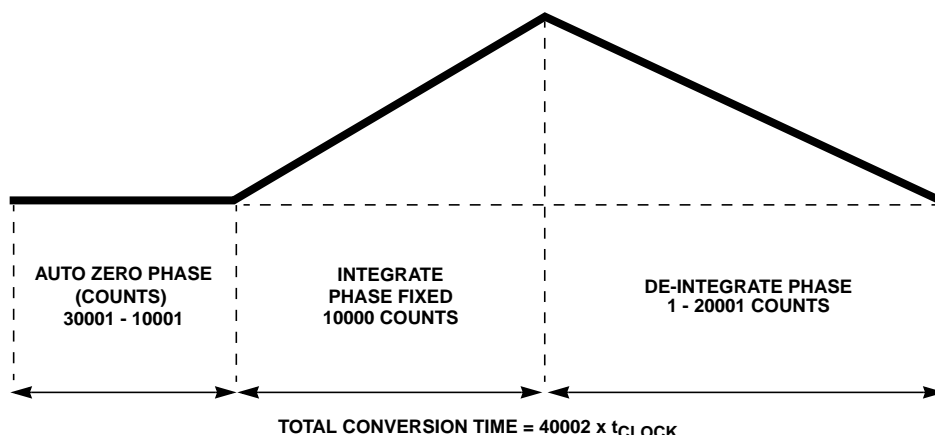 AUTO ZERO PHASE
(COUNTS)
30001 - 10001
INTEGRATE
PHASE FIXED
10000 COUNTS
DE-INTEGRATE PHASE
1 - 20001 COUNTS
TOTAL CONVERSION TIME = 40002 x tCLOCK